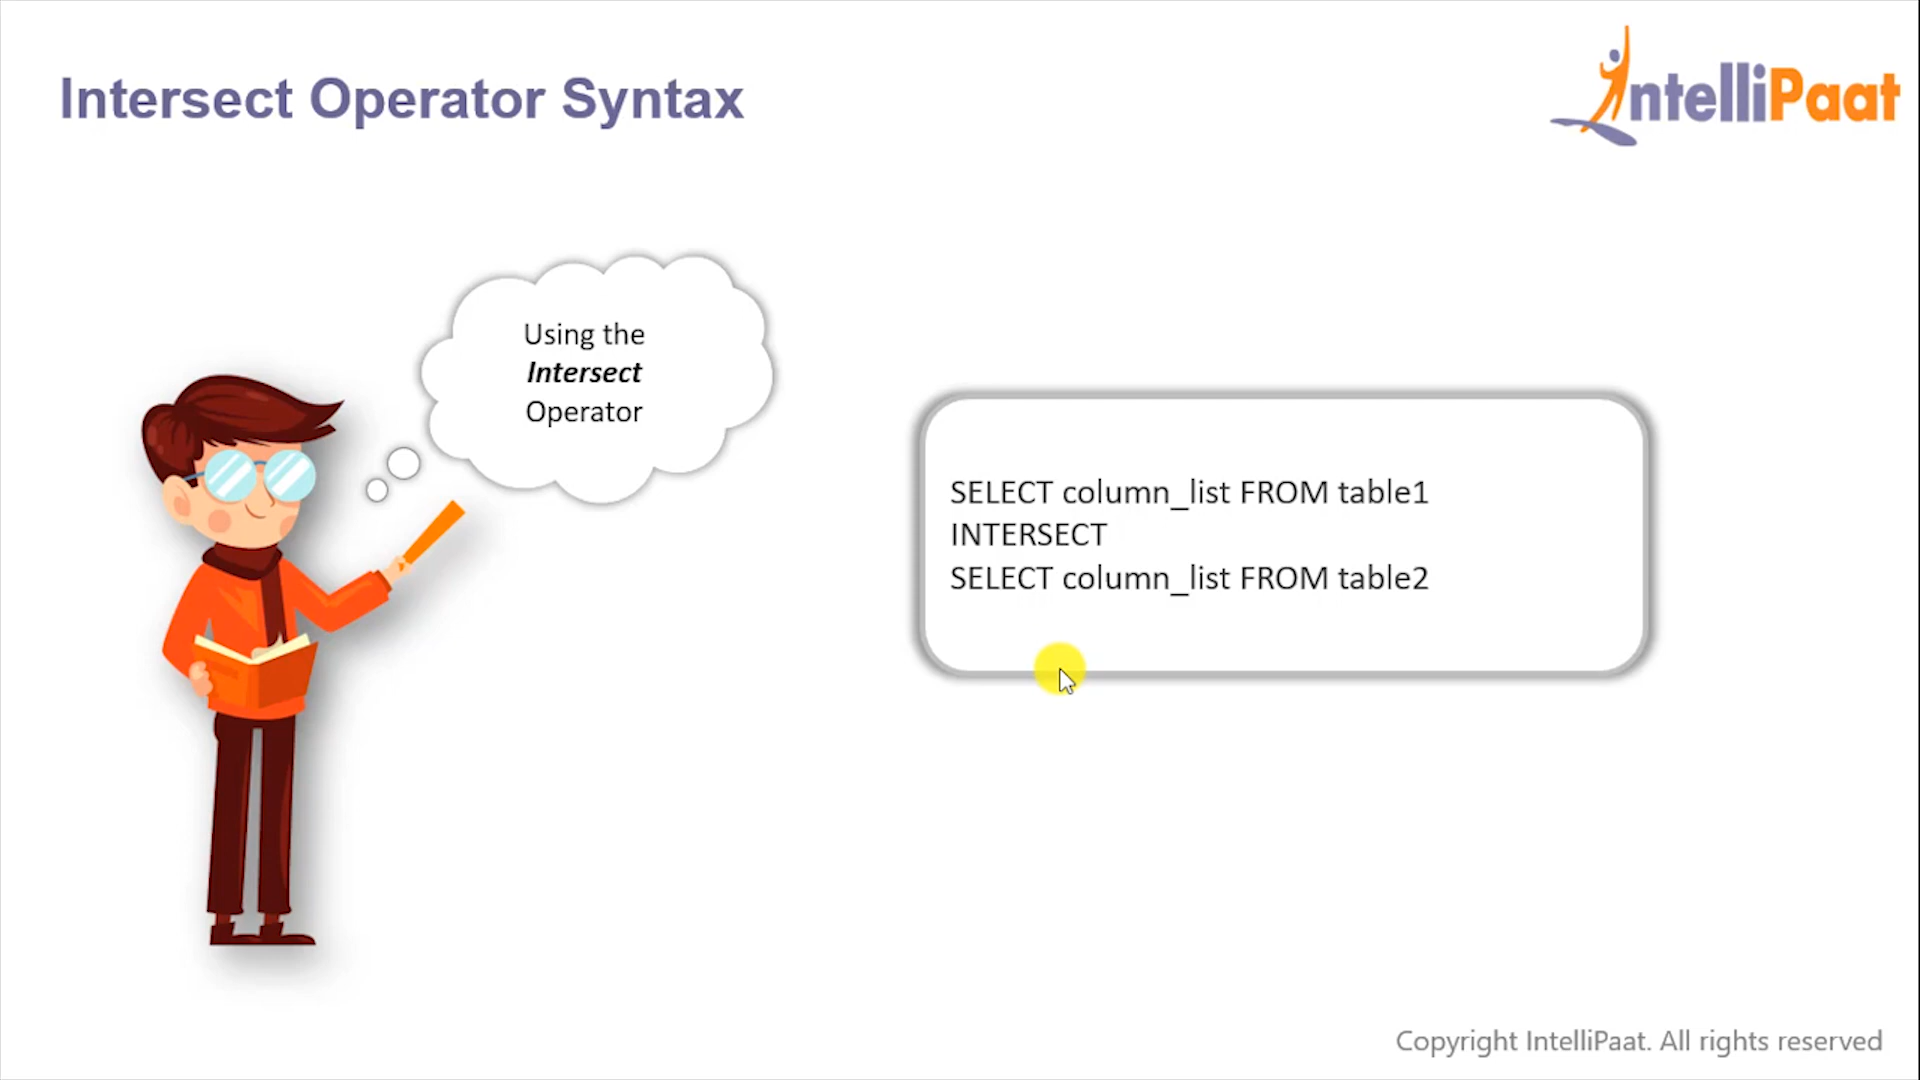 Intersect Operator Syntax
IntelliPaat
Using the
Intersect
Operator
SELECT column_list FROM table1
INTERSECT
SELECT column_list FROM table2
Copyright IntelliPaat. All rights reserved